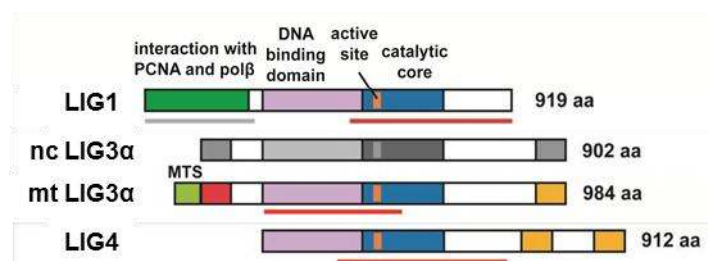 interaction with
PCNA and polβ
DNA
binding
domain
active
site
catalytic
core
LIG1
919 aa
nc LIG3α
902 aa
MTS
mt LIG3α
984 aa
LIG4
912 aa